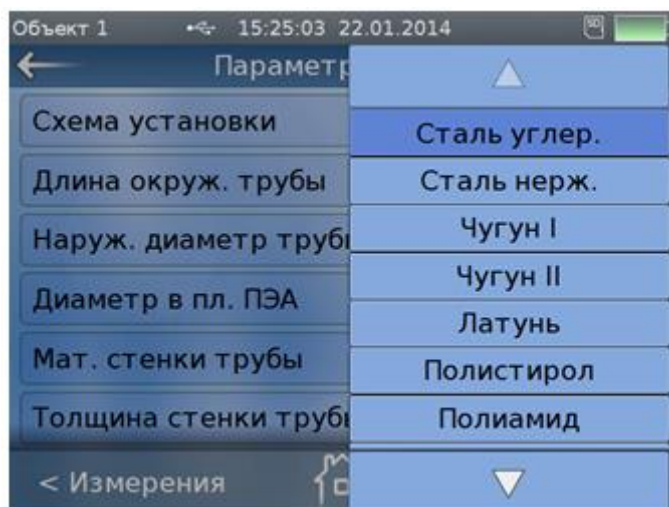 Объект 1 15:25:03 22.01.2014 SD
Параметр
Схема установки
Длина окруж. трубы
Наруж. диаметр трубы
Диаметр в пл. ПЭА
Мат. стенки трубы
Толщина стенки трубы
Сталь углер.
Сталь нерж.
Чугун I
Чугун II
Латунь
Полистирол
Полиамид
< Измерения